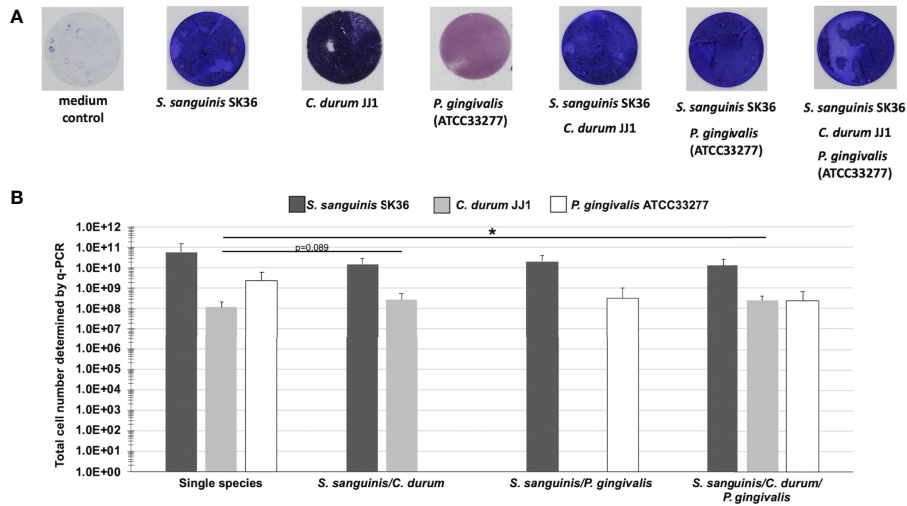 A
medium
control
S. sanguinis SK36
C. durum JJ1
P. gingivalis
(ATCC33277)
S. sanguinis SK36
C. durum JJ1
S. sanguinis SK36
P. gingivalis
(ATCC33277)
S. sanguinis SK36
C. durum JJ1
P. gingivalis
(ATCC33277)
B
S. sanguinis SK36
C. durum JJ1
P. gingivalis ATCC33277
Total cell number determined by q-PCR
1.0E+12
1.0E+11
1.0E+10
1.0E+09
1.0E+08
1.0E+07
1.0E+06
1.0E+05
1.0E+04
1.0E+03
1.0E+02
1.0E+01
1.0E+00
*
p=0.089
Single species
S. sanguinis/C. durum
S. sanguinis/P. gingivalis
S. sanguinis/C. durum/
P. gingivalis